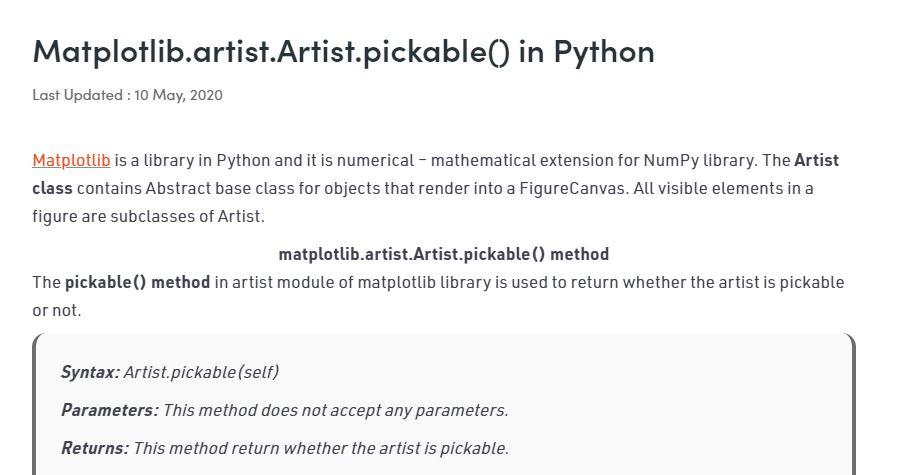 Matplotlib.artist.Artist.pickable() in Python
Last Updated : 10 May, 2020
Matplotlib is a library in Python and it is numerical – mathematical extension for NumPy library. The Artist
class contains Abstract base class for objects that render into a FigureCanvas. All visible elements in a
figure are subclasses of Artist.
matplotlib.artist.Artist.pickable() method
The pickable() method in artist module of matplotlib library is used to return whether the artist is pickable
or not.
Syntax: Artist.pickable(self)
Parameters: This method does not accept any parameters.
Returns: This method return whether the artist is pickable.